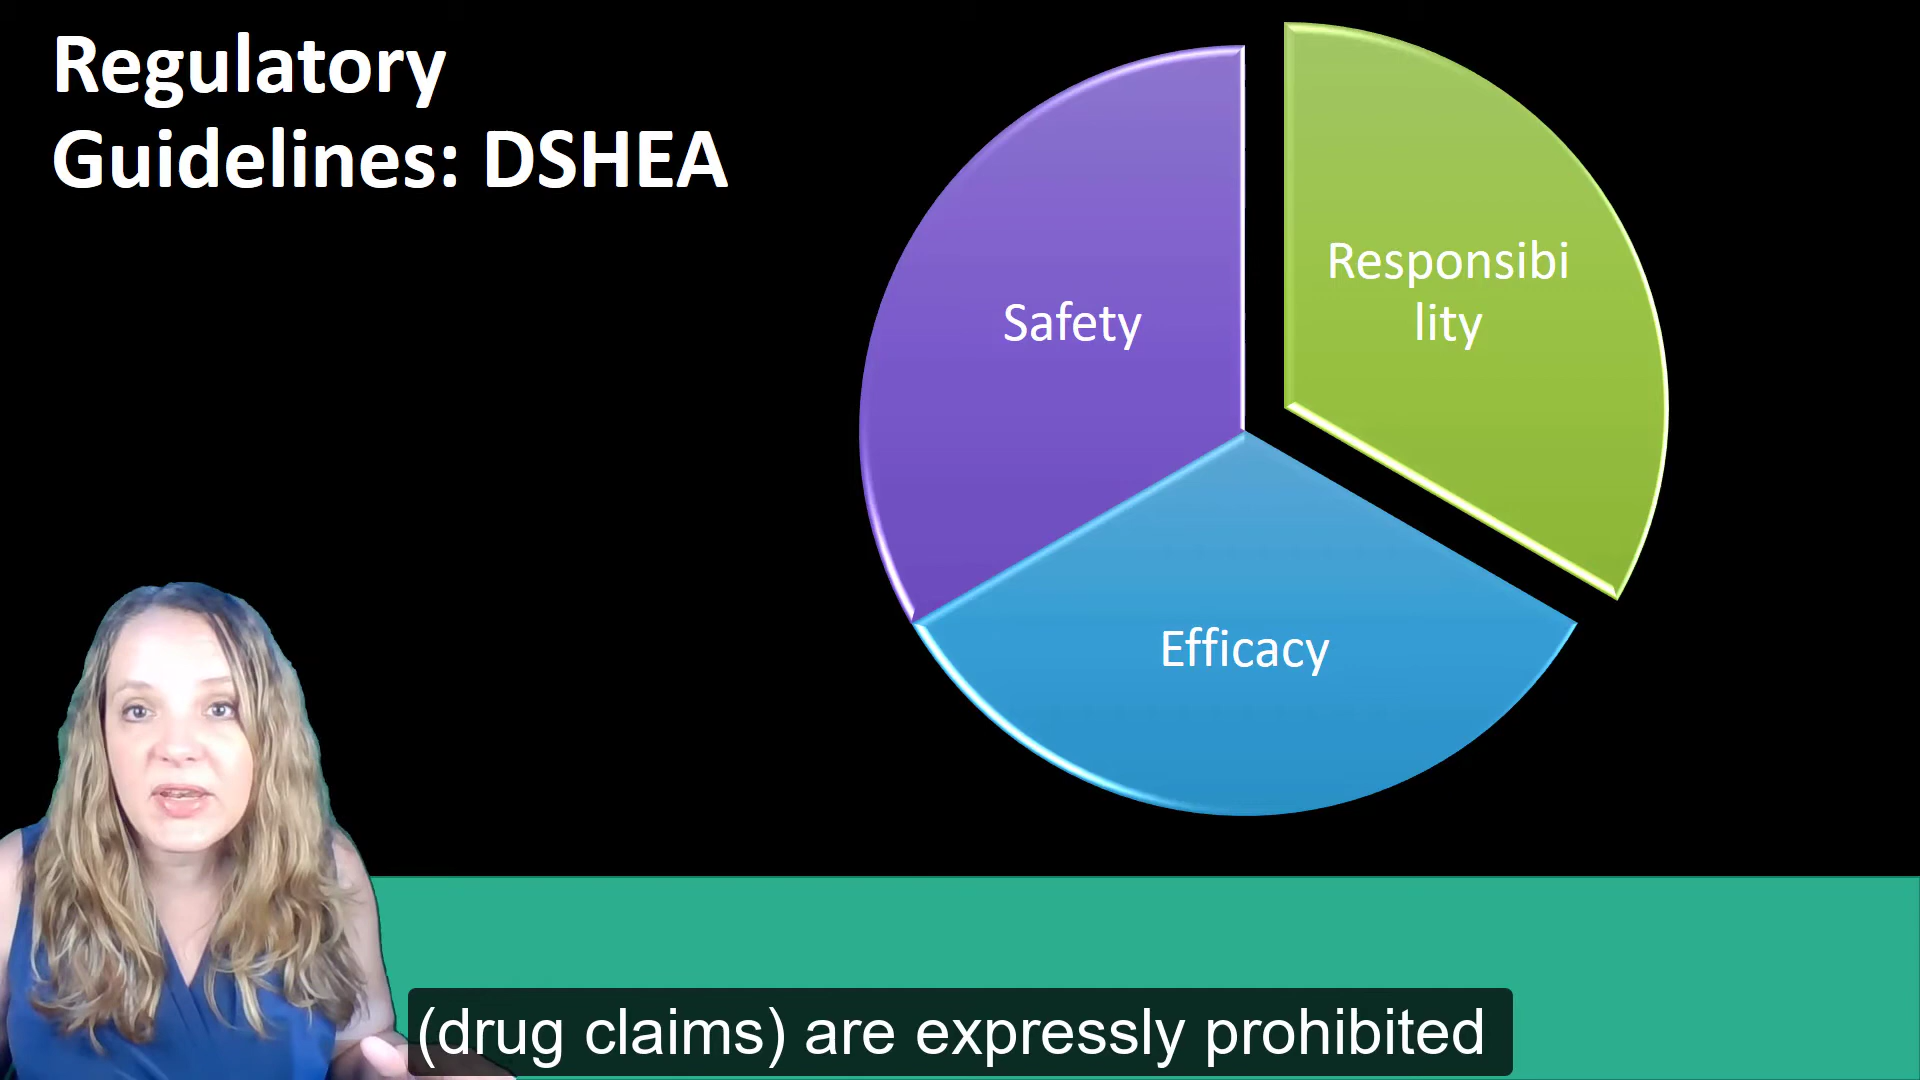 Regulatory
Guidelines: DSHEA
Safety
Responsibi
lity
Efficacy
(drug claims) are expressly prohibited